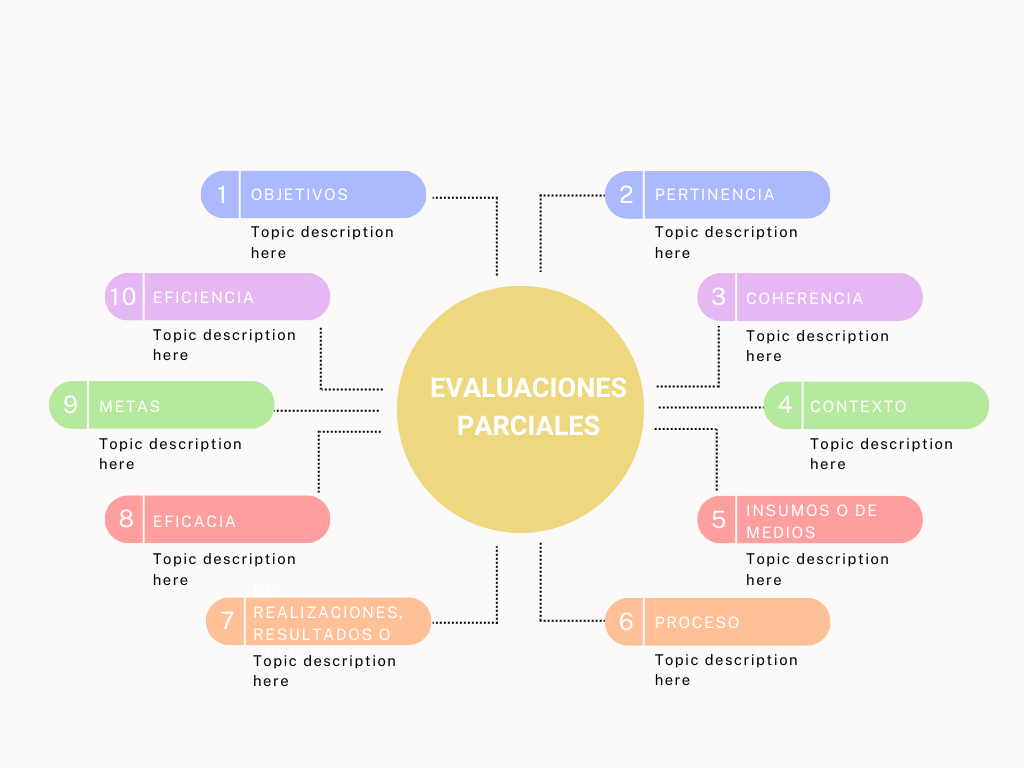 1 OBJETIVOS
Topic description
here
2 PERTINENCIA
Topic description
here
10 EFICIENCIA
Topic description
here
3 COHERENCIA
Topic description
here
EVALUACIONES
PARCIALES
9 METAS
Topic description
here
4 CONTEXTO
Topic description
here
8 EFICACIA
Topic description
here
5 INSUMOS O DE
MEDIOS
Topic description
here
7 DE
REALIZACIONES,
RESULTADOS O
Topic description
here
6 PROCESO
Topic description
here